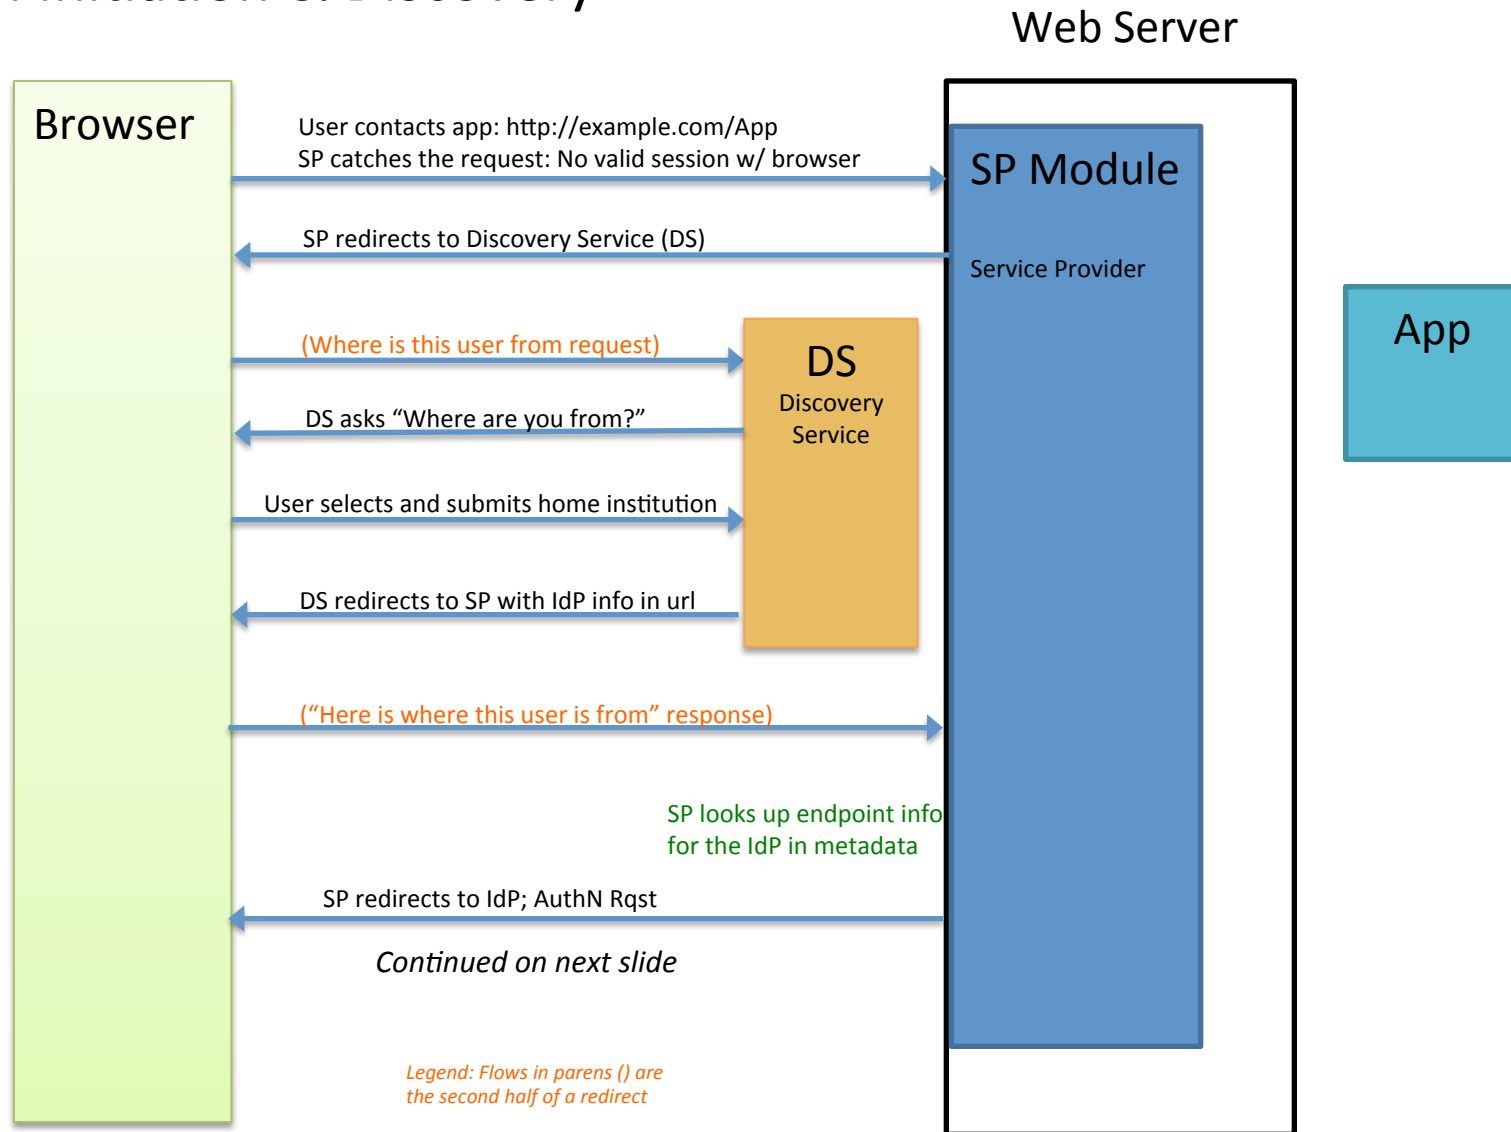 Web Server
Browser
User contacts app: http://example.com/App
SP catches the request: No valid session w/ browser
SP Module
SP redirects to Discovery Service (DS)
Service Provider
(Where is this user from request)
DS
Discovery
Service
App
DS asks “Where are you from?”
User selects and submits home institution
DS redirects to SP with IdP info in url
(“Here is where this user is from” response)
SP looks up endpoint info
for the IdP in metadata
SP redirects to IdP; AuthN Rqst
Continued on next slide
Legend: Flows in parens () are
the second half of a redirect